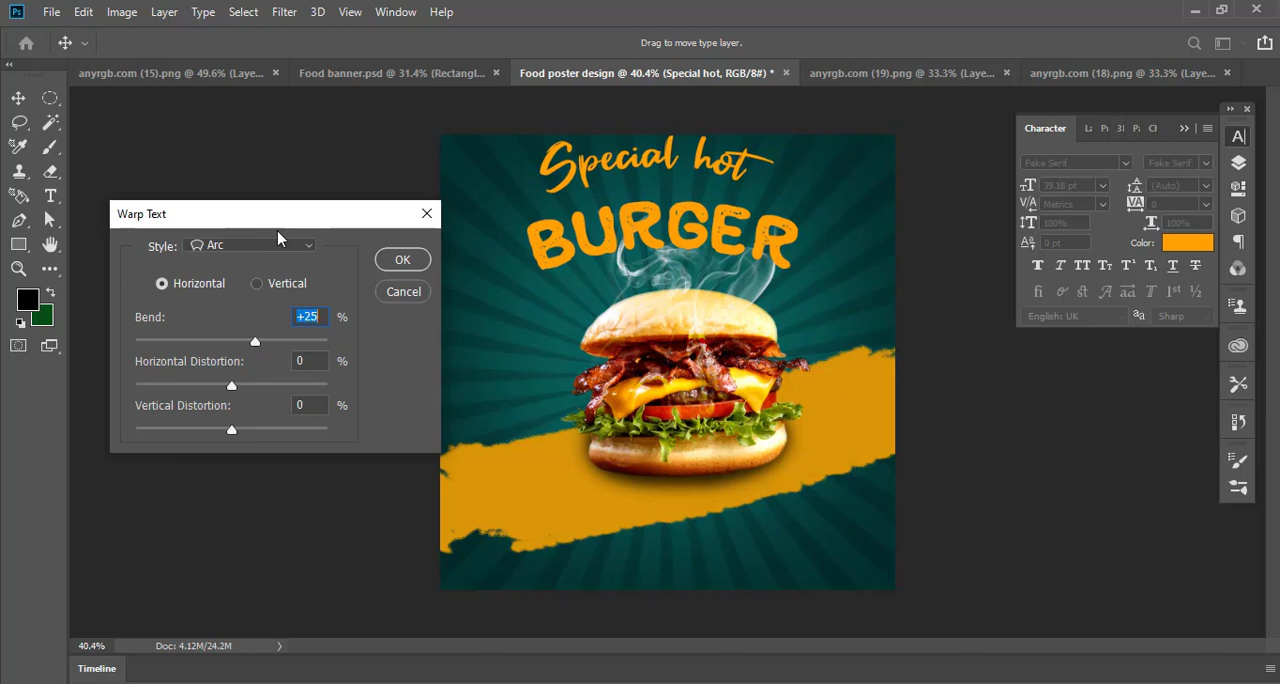 Ps File Edit Image Layer Type Select Filter 3D View Window Help
Drag to move type layer.
anyrgb.com (15).png @ 49.6% (Laye... × Food banner.psd @ 31.4% (Rectangl... × Food poster design @ 40.4% (Special hot, RGB/8#) * × anyrgb.com (19).png @ 33.3% (Laye... × anyrgb.com (18).png @ 33.3% (Laye... ×
Special hot
BURGER
Warp Text
Style: Arc
OK
Horizontal Vertical
Cancel
Bend: +25 %
Horizontal Distortion: 0 %
Vertical Distortion: 0 %
Character
Fake Serif Fake Serif
39.16 pt (Auto)
Metrics 0
100% 100%
0 pt Color:
English: UK Sharp
40.4% Doc: 4.12M/24.2M
Timeline